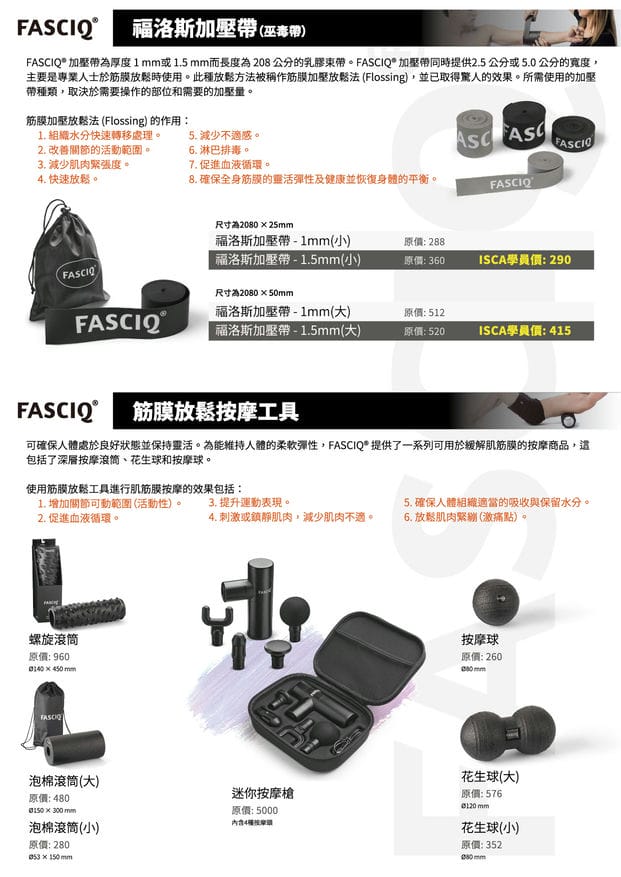 FASCIQ®
福洛斯加壓帶(巫毒帶)
FASCIQ® 加壓帶為厚度 1 mm或 1.5 mm而長度為 208 公分的乳膠束帶。FASCIQ® 加壓帶同時提供2.5 公分或 5.0 公分的寬度，
主要是專業人士於筋膜放鬆時使用。此種放鬆方法被稱作筋膜加壓放鬆法 (Flossing)，並已取得驚人的效果。所需使用的加壓
帶種類，取決於需要操作的部位和需要的加壓量。
筋膜加壓放鬆法 (Flossing) 的作用：
1. 組織水分快速轉移處理。
2. 改善關節的活動範圍。
3. 減少肌肉緊張度。
4. 快速放鬆。
5. 減少不適感。
6. 淋巴排毒。
7. 促進血液循環。
8. 確保全身筋膜的靈活彈性及健康並恢復身體的平衡。
ASC
FASC
FASCIQ
FASCIQ®
FASCIQ
FASCIQ®
尺寸為2080 × 25mm
福洛斯加壓帶 - 1mm(小) 原價: 288
福洛斯加壓帶 - 1.5mm(小) 原價: 360 ISCA學員價: 290
尺寸為2080 × 50mm
福洛斯加壓帶 - 1mm(大) 原價: 512
福洛斯加壓帶 - 1.5mm(大) 原價: 520 ISCA學員價: 415
FASCIQ®
筋膜放鬆按摩工具
可確保人體處於良好狀態並保持靈活。為能維持人體的柔軟彈性，FASCIQ® 提供了一系列可用於緩解肌筋膜的按摩商品，這
包括了深層按摩滾筒、花生球和按摩球。
使用筋膜放鬆工具進行肌筋膜按摩的效果包括：
1. 增加關節可動範圍 (活動性) 。
2. 促進血液循環。
3. 提升運動表現。
4. 刺激或鎮靜肌肉，減少肌肉不適。
5. 確保人體組織適當的吸收與保留水分。
6. 放鬆肌肉緊繃 (激痛點) 。
螺旋滾筒
原價: 960
Ø140 × 450 mm
FASCIQ
泡棉滾筒(大)
原價: 480
Ø150 × 300 mm
泡棉滾筒(小)
原價: 280
Ø53 × 150 mm
FASCIQ
迷你按摩槍
原價: 5000
內含4種按摩頭
按摩球
原價: 260
Ø80 mm
花生球(大)
原價: 576
Ø120 mm
花生球(小)
原價: 352
Ø80 mm
FASCIQ